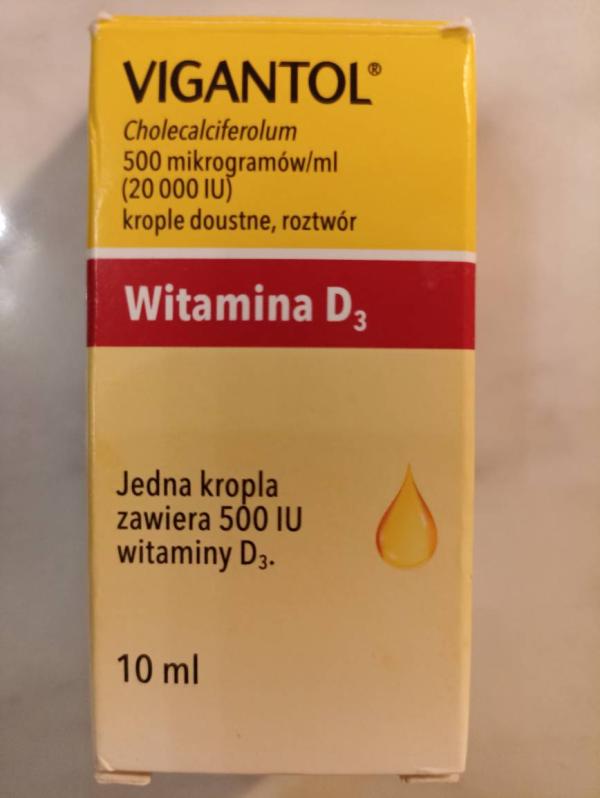 VIGANTOL®
Cholecalciferolum
500 mikrogramów/ml
(20 000 IU)
krople doustne, roztwór
Witamina D₃
Jedna kropla
zawiera 500 IU
witaminy D₃.
10 ml